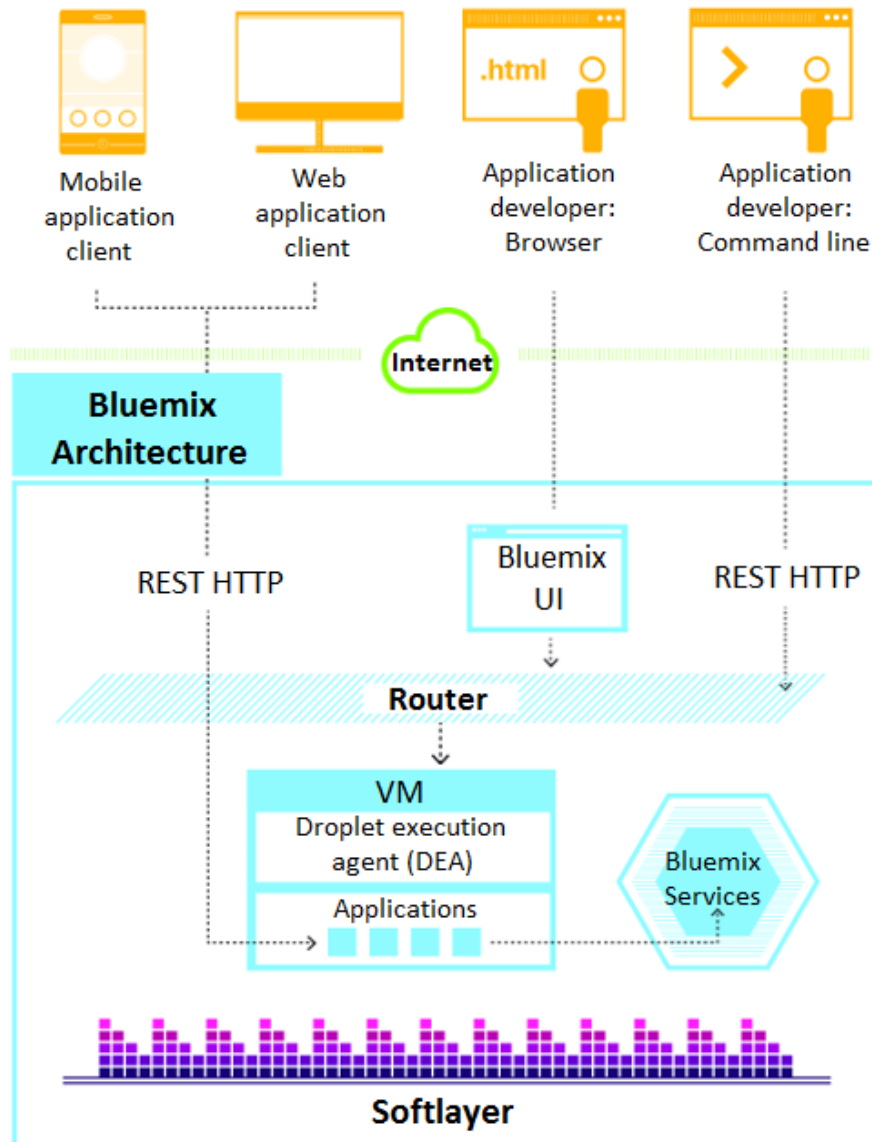 Mobile
application
client
Web
application
client
.html
Application
developer:
Browser
Application
developer:
Command line
Internet
Bluemix
Architecture
REST HTTP
Bluemix
UI
REST HTTP
Router
VM
Droplet execution
agent (DEA)
Applications
Bluemix
Services
Softlayer